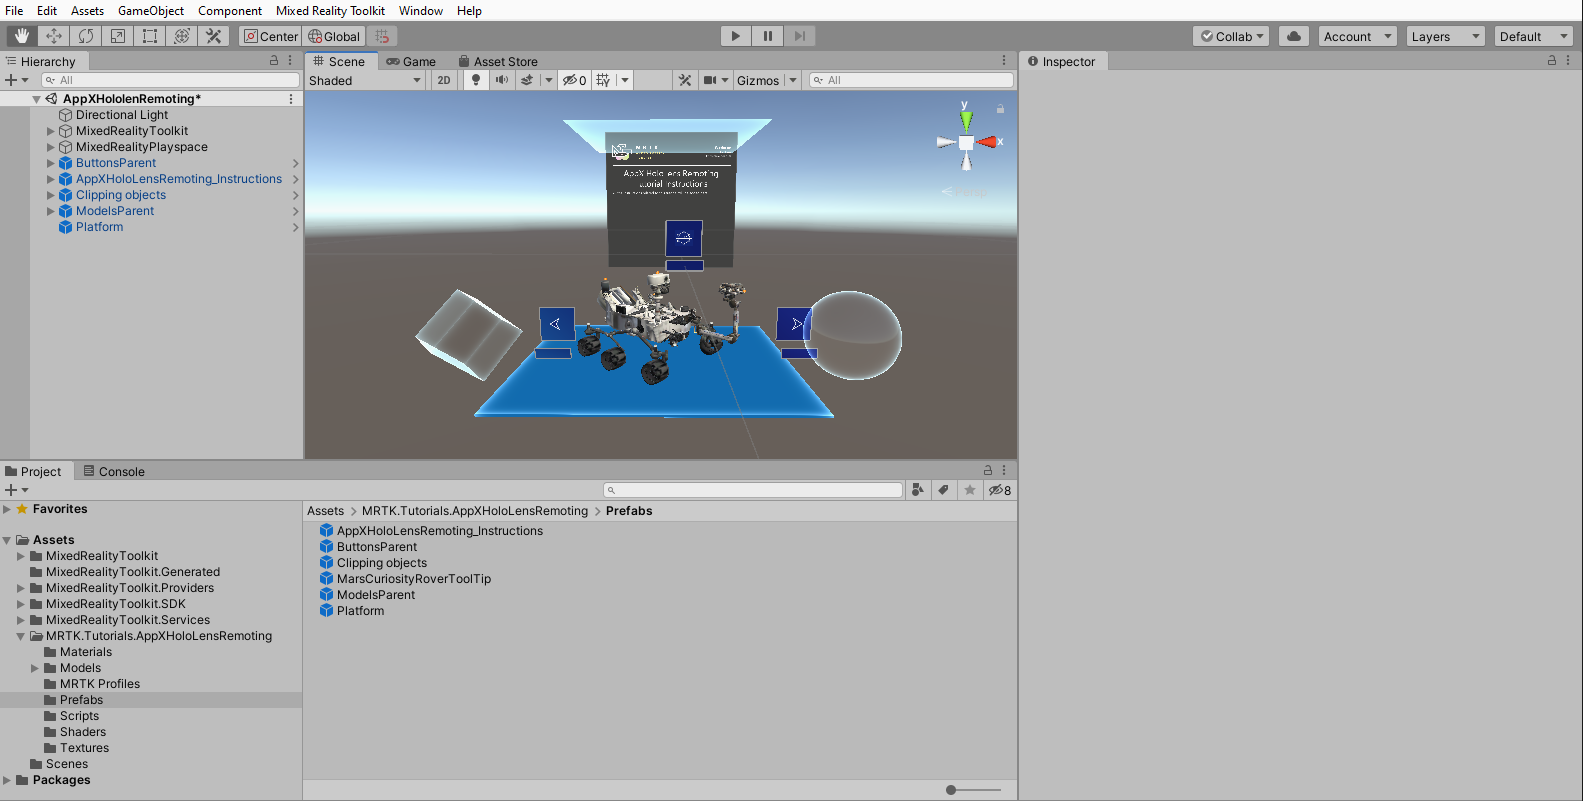 File Edit Assets GameObject Component Mixed Reality Toolkit Window Help
Center Global Collab Account Layers Default
Hierarchy
All
AppXHololenRemoting*
Directional Light
MixedRealityToolkit
MixedRealityPlayspace
ButtonsParent
AppXHoloLensRemoting_Instructions
Clipping objects
ModelsParent
Platform
Scene Game Asset Store
Shaded 2D 0 Gizmos All
y
x
AppX HoloLens Remoting
utorial Instructions
Inspector
Project Console
8
Favorites
Assets
MixedRealityToolkit
MixedRealityToolkit.Generated
MixedRealityToolkit.Providers
MixedRealityToolkit.SDK
MixedRealityToolkit.Services
MRTK.Tutorials.AppXHoloLensRemoting
Materials
Models
MRTK Profiles
Prefabs
Scripts
Shaders
Textures
Scenes
Packages
Assets > MRTK.Tutorials.AppXHoloLensRemoting > Prefabs
AppXHoloLensRemoting_Instructions
ButtonsParent
Clipping objects
MarsCuriosityRoverToolTip
ModelsParent
Platform